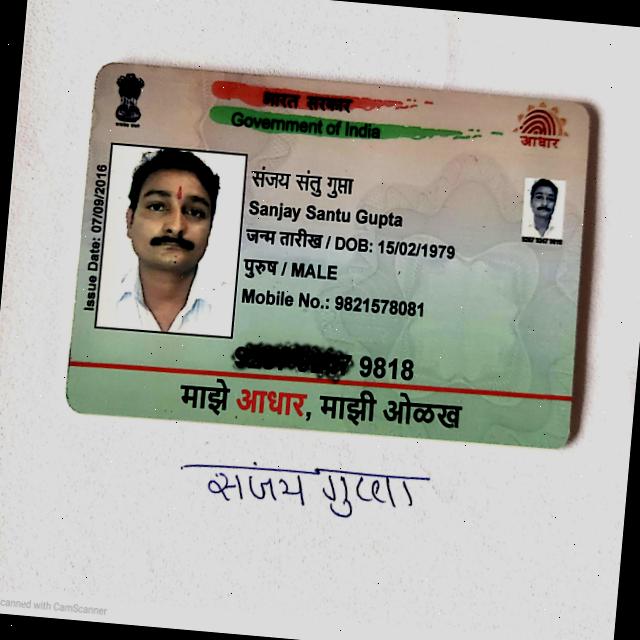 भारत सरकार
Government of India
आधार
Issue Date: 07/09/2016
संजय संतु गुप्ता
Sanjay Santu Gupta
जन्म तारीख / DOB: 15/02/1979
पुरुष / MALE
Mobile No.: 9821578081
9818
माझे आधार, माझी ओळख
संजय गुप्ता
canned with CamScanner